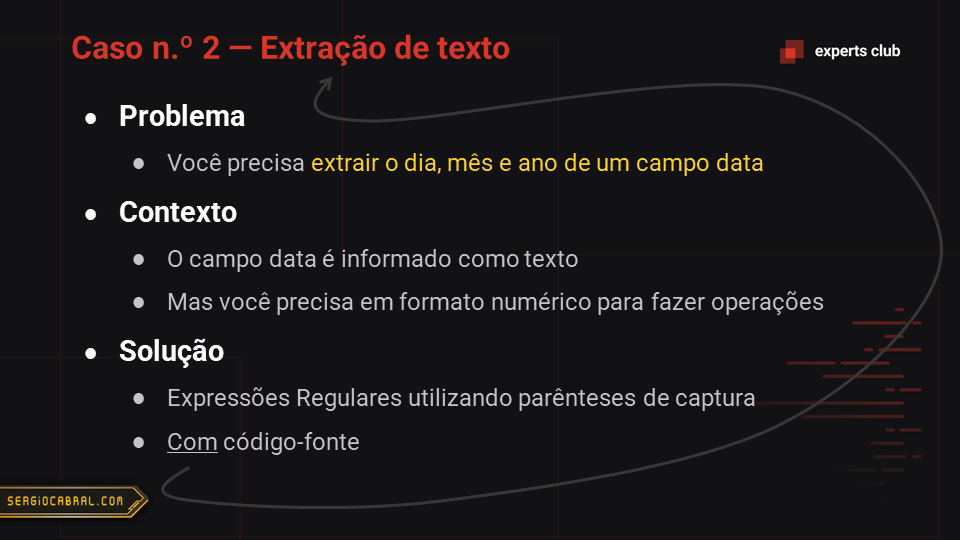 Caso n.º 2 — Extração de texto
experts club
Problema
Você precisa extrair o dia, mês e ano de um campo data
Contexto
O campo data é informado como texto
Mas você precisa em formato numérico para fazer operações
Solução
Expressões Regulares utilizando parênteses de captura
Com código-fonte
SERGIOCABRAL.COM